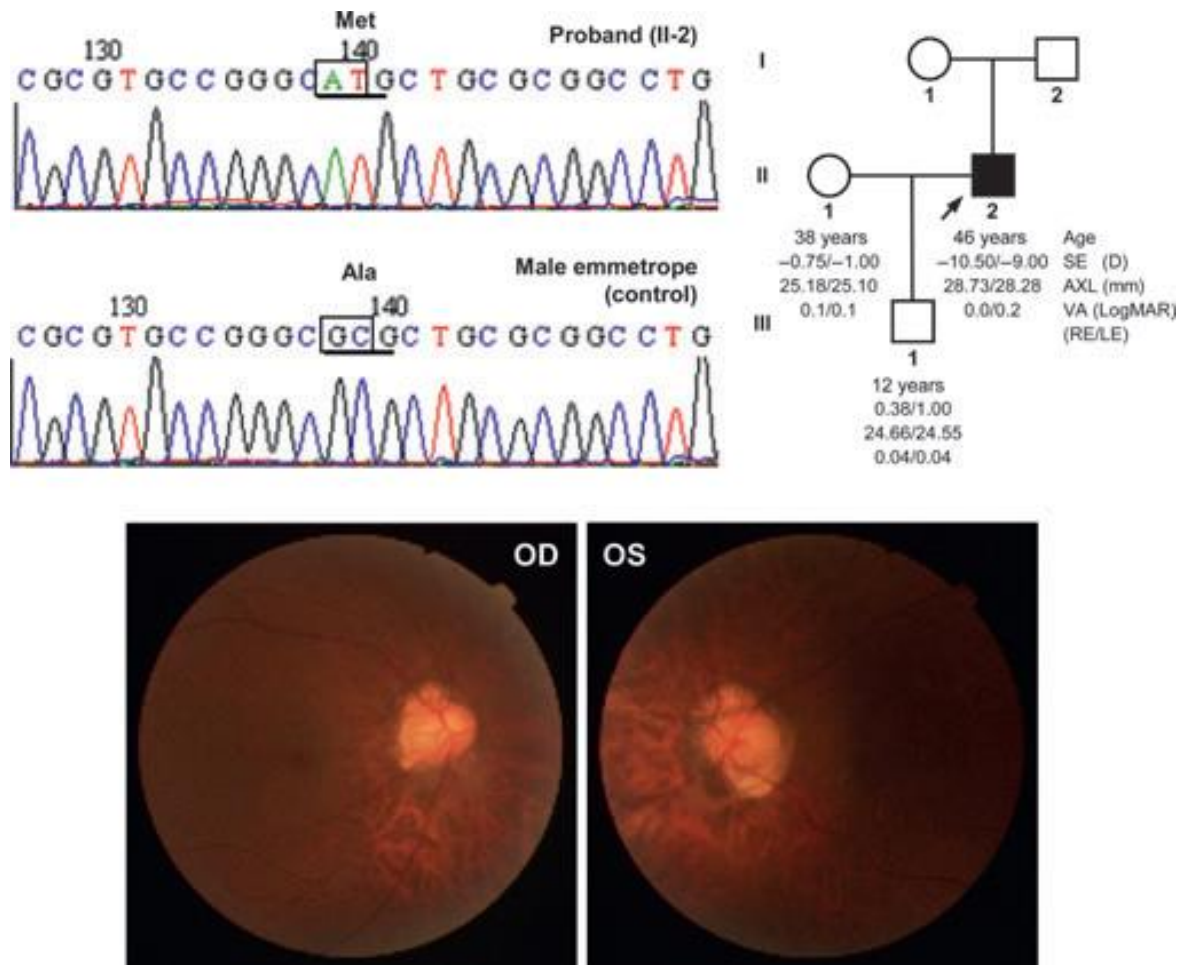 Met
130 140 Proband (II-2)
C G C G T G C C G G G C A T G C T G C G C G G C C T G
Ala
Male emmetrope
(control)
130 140
C G C G T G C C G G G C G C G C T G C G C G G C C T G
I
1 2
II
1 2
38 years 46 years Age
–0.75/–1.00 –10.50/–9.00 SE (D)
25.18/25.10 28.73/28.28 AXL (mm)
0.1/0.1 0.0/0.2 VA (LogMAR)
III (RE/LE)
1
12 years
0.38/1.00
24.66/24.55
0.04/0.04
OD OS